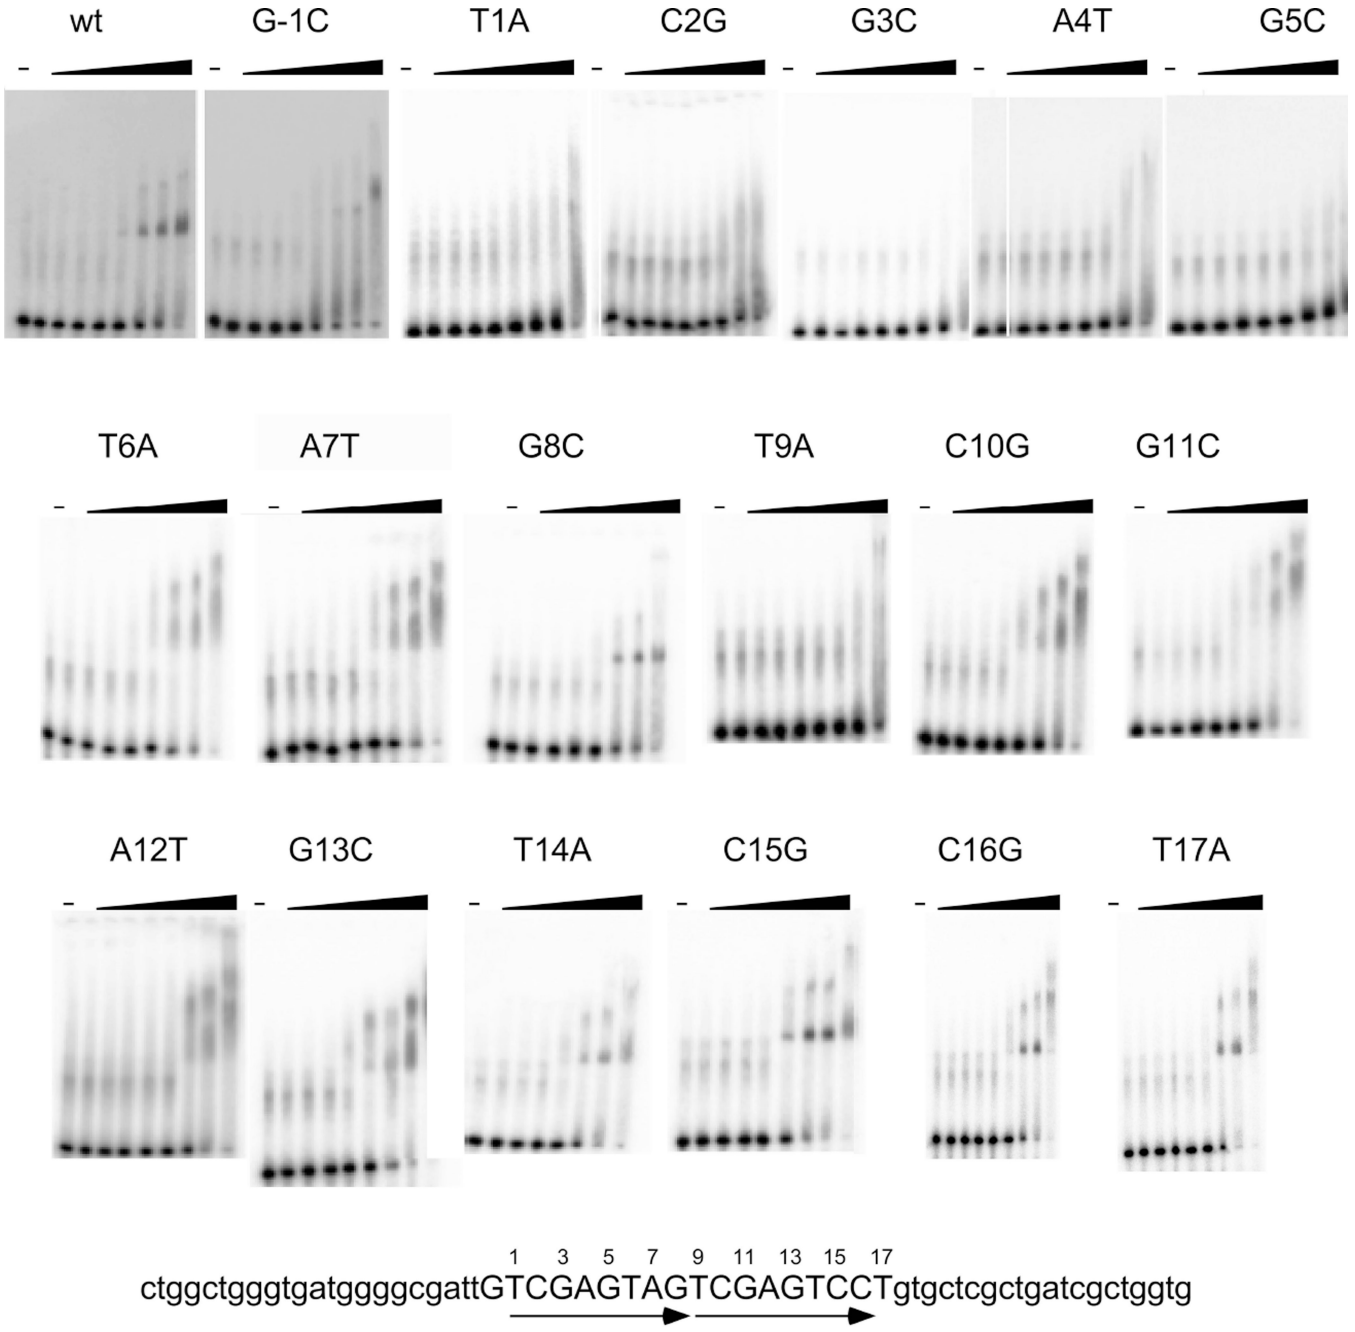 wt G-1C T1A C2G G3C A4T G5C
– – – – – – –
T6A A7T G8C T9A C10G G11C
– – – – – –
A12T G13C T14A C15G C16G T17A
– – – – – –
1 3 5 7 9 11 13 15 17
ctggctgggtgatggggcgattGTCGAGTAGTCGAGTCCTgtgctcgctgatcgctggtg